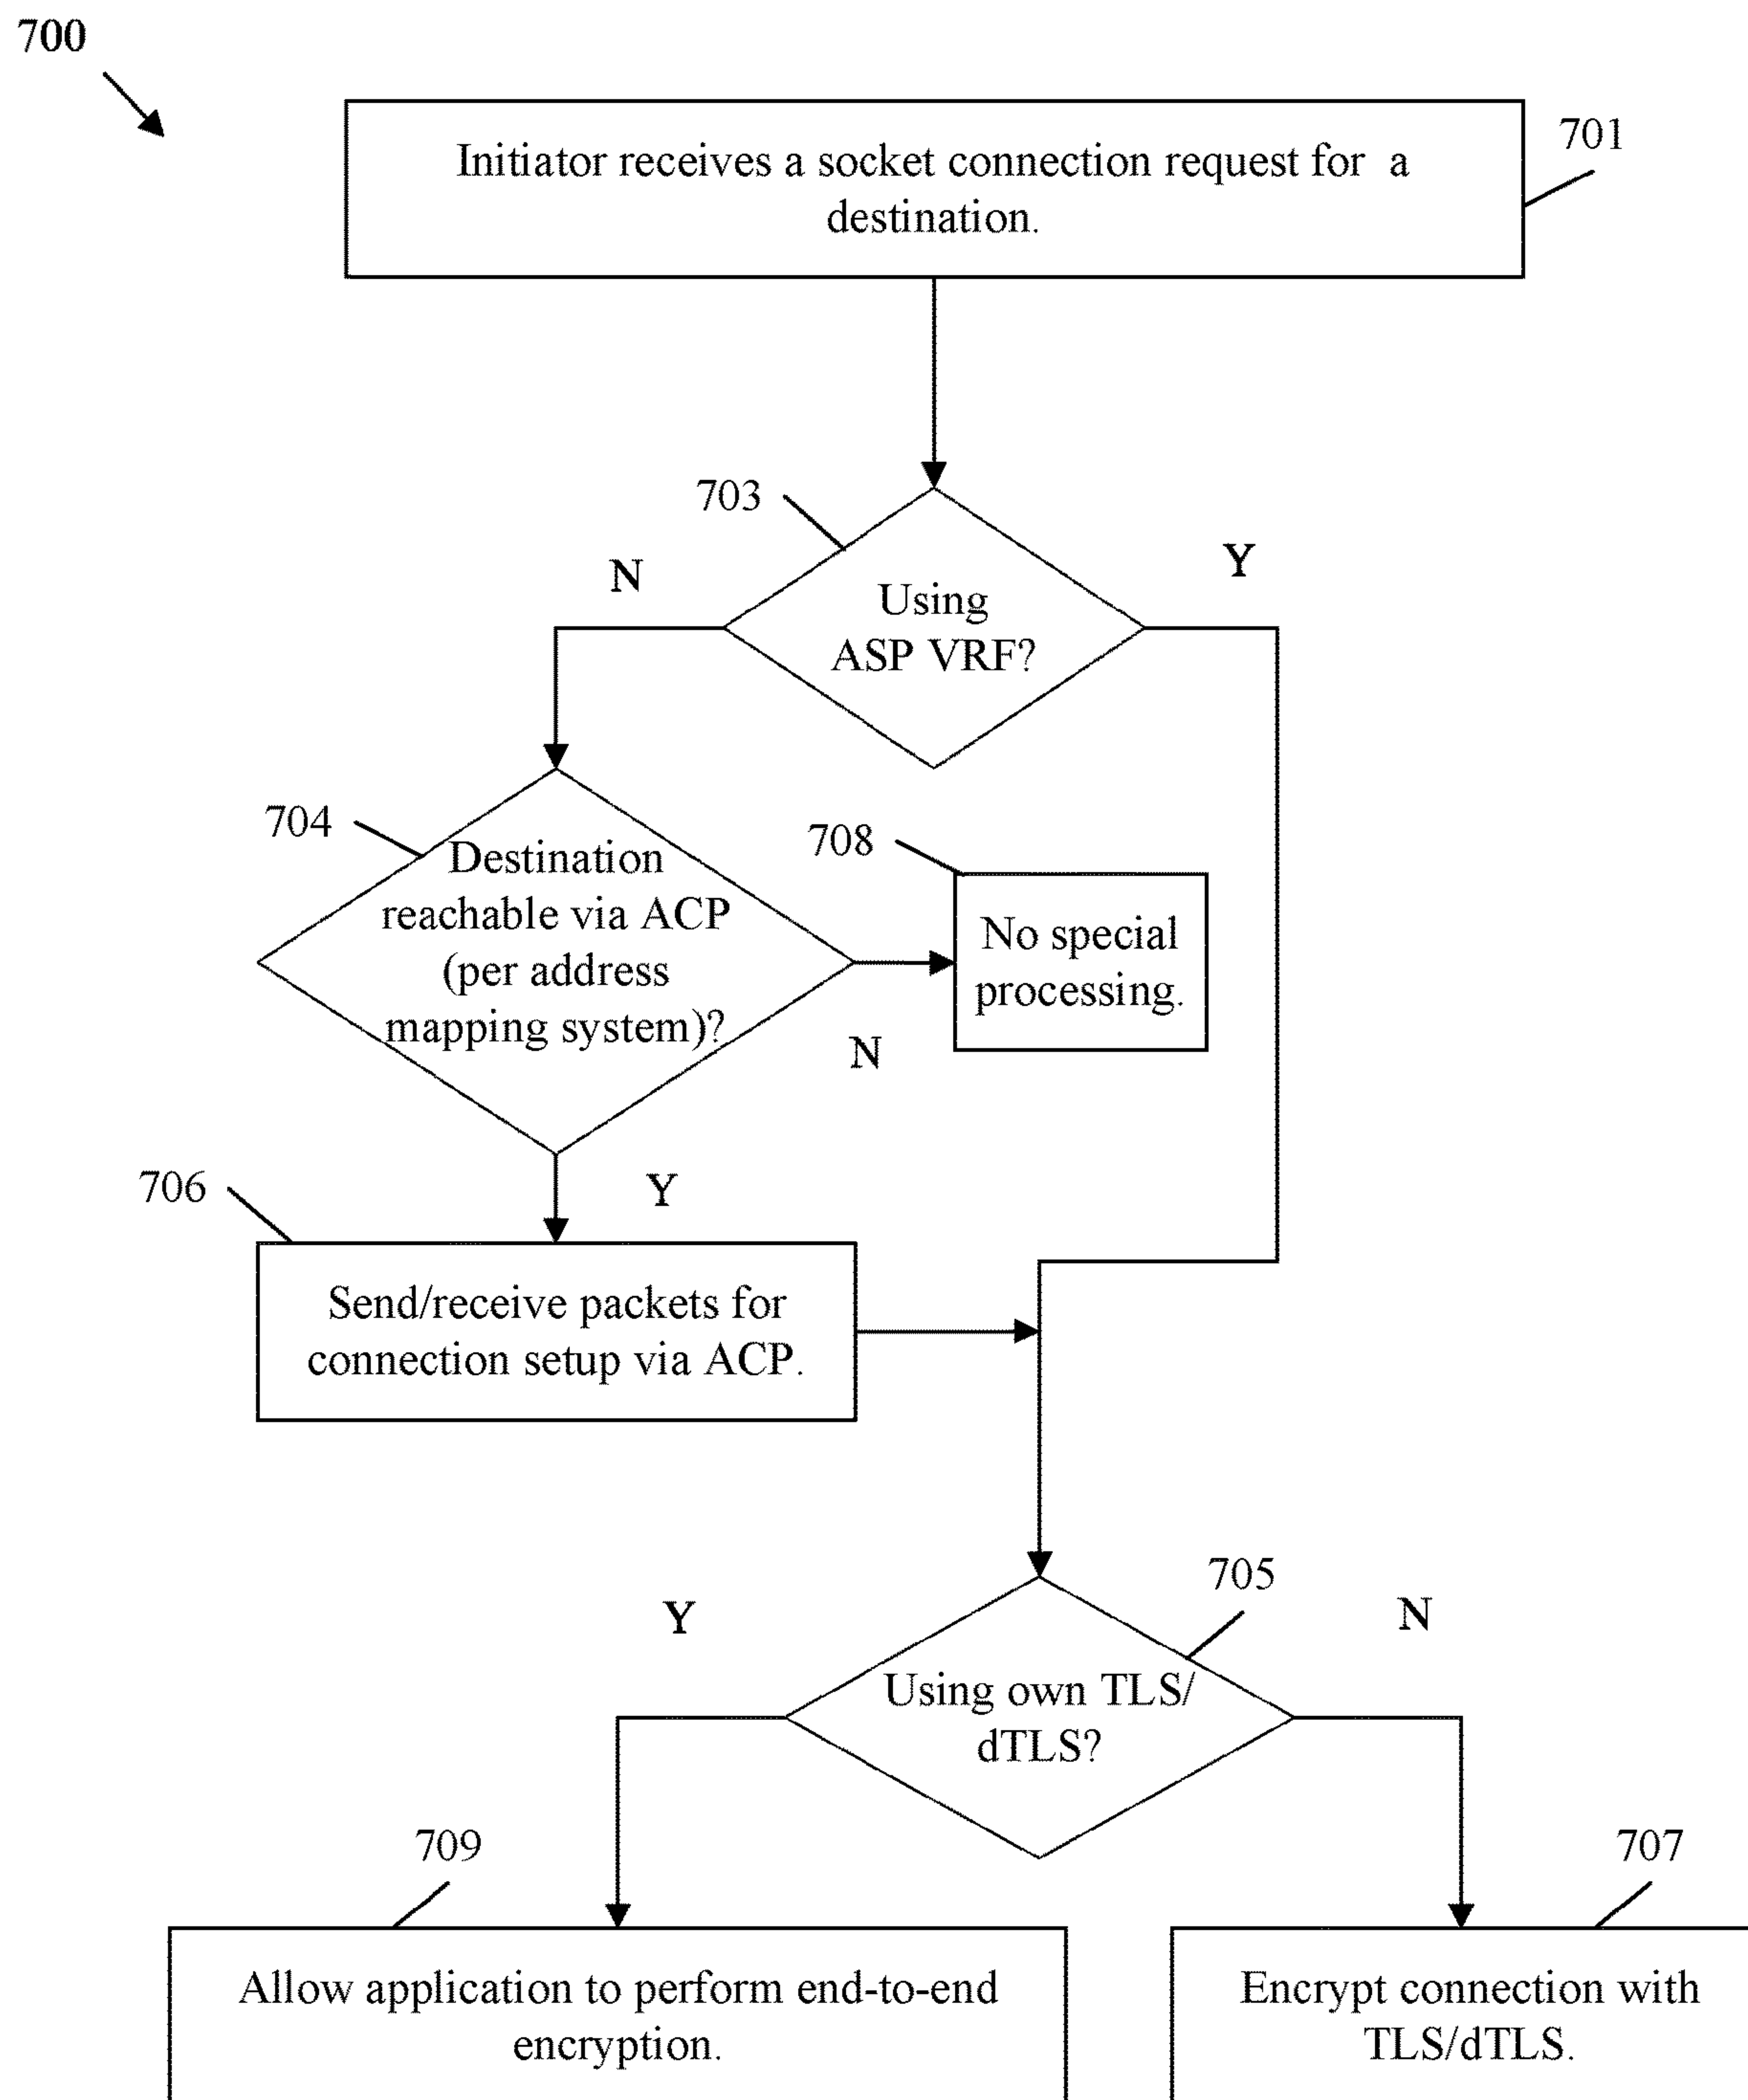 700
701
Initiator receives a socket connection request for a
destination.
703
N
Y
Using
ASP VRF?
704
708
Destination
reachable via ACP
(per address
mapping system)?
No special
processing.
N
706
Y
Send/receive packets for
connection setup via ACP.
705
Y
N
Using own TLS/
dTLS?
709
707
Allow application to perform end-to-end
encryption.
Encrypt connection with
TLS/dTLS.